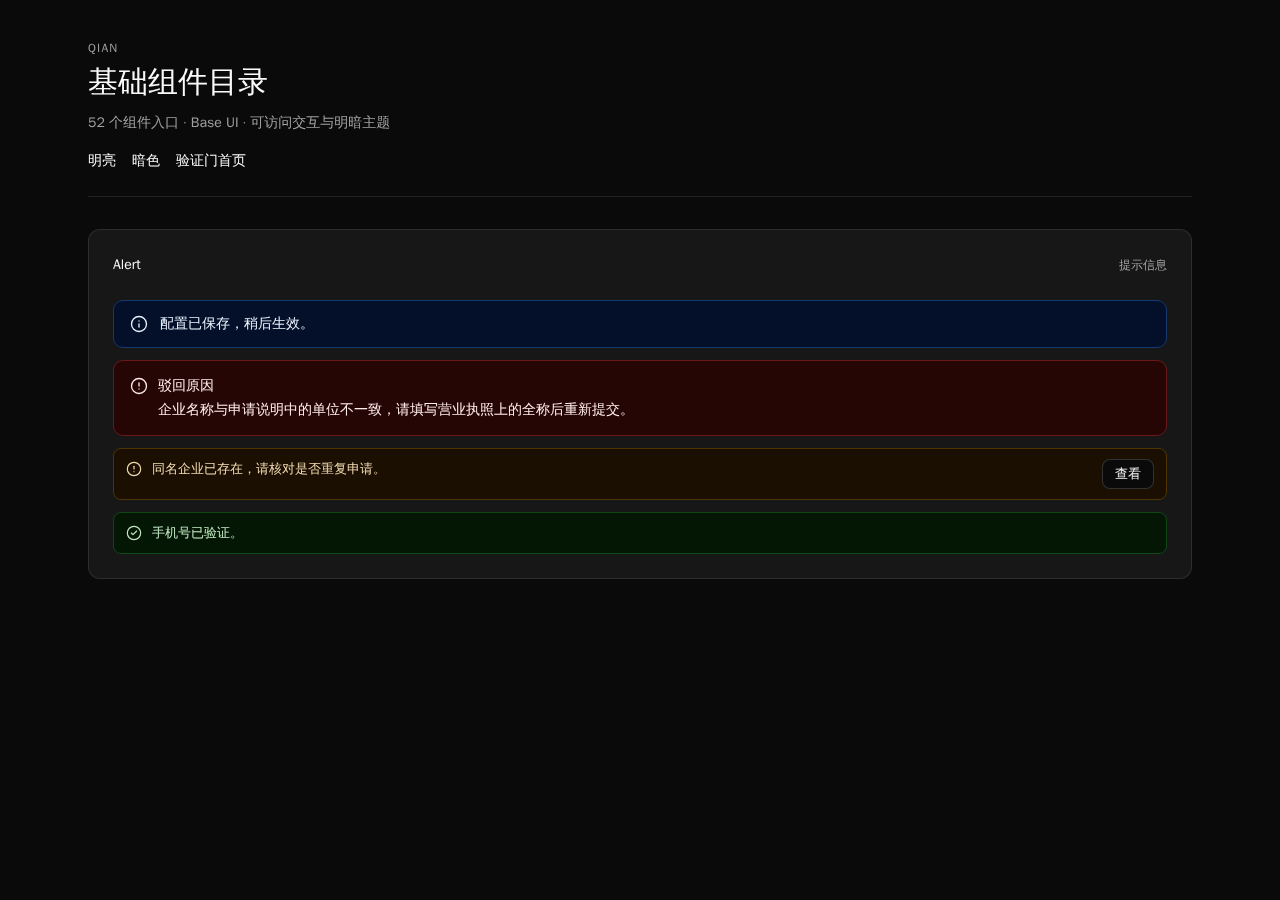 QIAN
基础组件目录
52 个组件入口 · Base UI · 可访问交互与明暗主题
明亮 暗色 验证门首页
Alert 提示信息
配置已保存，稍后生效。
驳回原因
企业名称与申请说明中的单位不一致，请填写营业执照上的全称后重新提交。
同名企业已存在，请核对是否重复申请。 查看
手机号已验证。